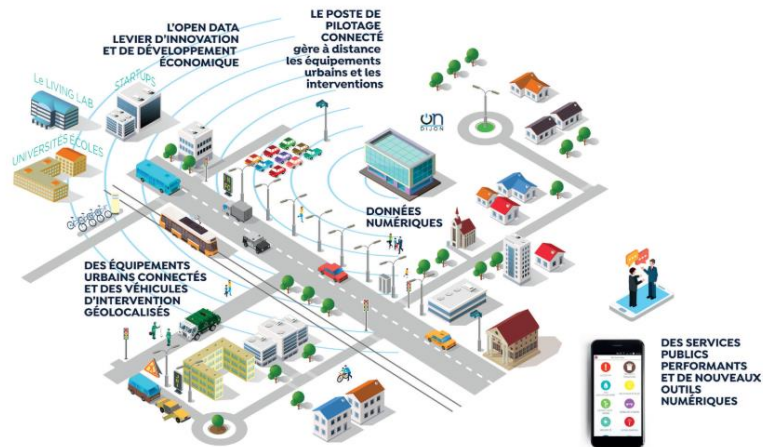 L'OPEN DATA
LEVIER D'INNOVATION
ET DE DÉVELOPPEMENT
ÉCONOMIQUE
LE POSTE DE
PILOTAGE
CONNECTÉ
gère à distance
les équipements
urbains et les
interventions
Le LIVING LAB
STARTUPS
UNIVERSITÉS ÉCOLES
on
DIJON
DONNÉES
NUMÉRIQUES
DES ÉQUIPEMENTS
URBAINS CONNECTÉS
ET DES VÉHICULES
D'INTERVENTION
GÉOLOCALISÉS
DES SERVICES
PUBLICS
PERFORMANTS
ET DE NOUVEAUX
OUTILS
NUMÉRIQUES